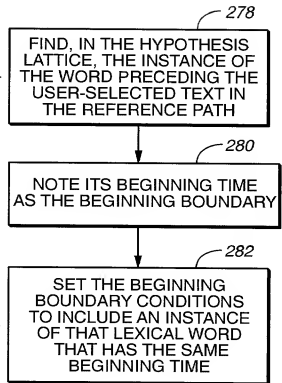 278
FIND, IN THE HYPOTHESIS
LATTICE, THE INSTANCE OF
THE WORD PRECEDING THE
USER-SELECTED TEXT IN
THE REFERENCE PATH
280
NOTE ITS BEGINNING TIME
AS THE BEGINNING BOUNDARY
282
SET THE BEGINNING
BOUNDARY CONDITIONS
TO INCLUDE AN INSTANCE
OF THAT LEXICAL WORD
THAT HAS THE SAME
BEGINNING TIME